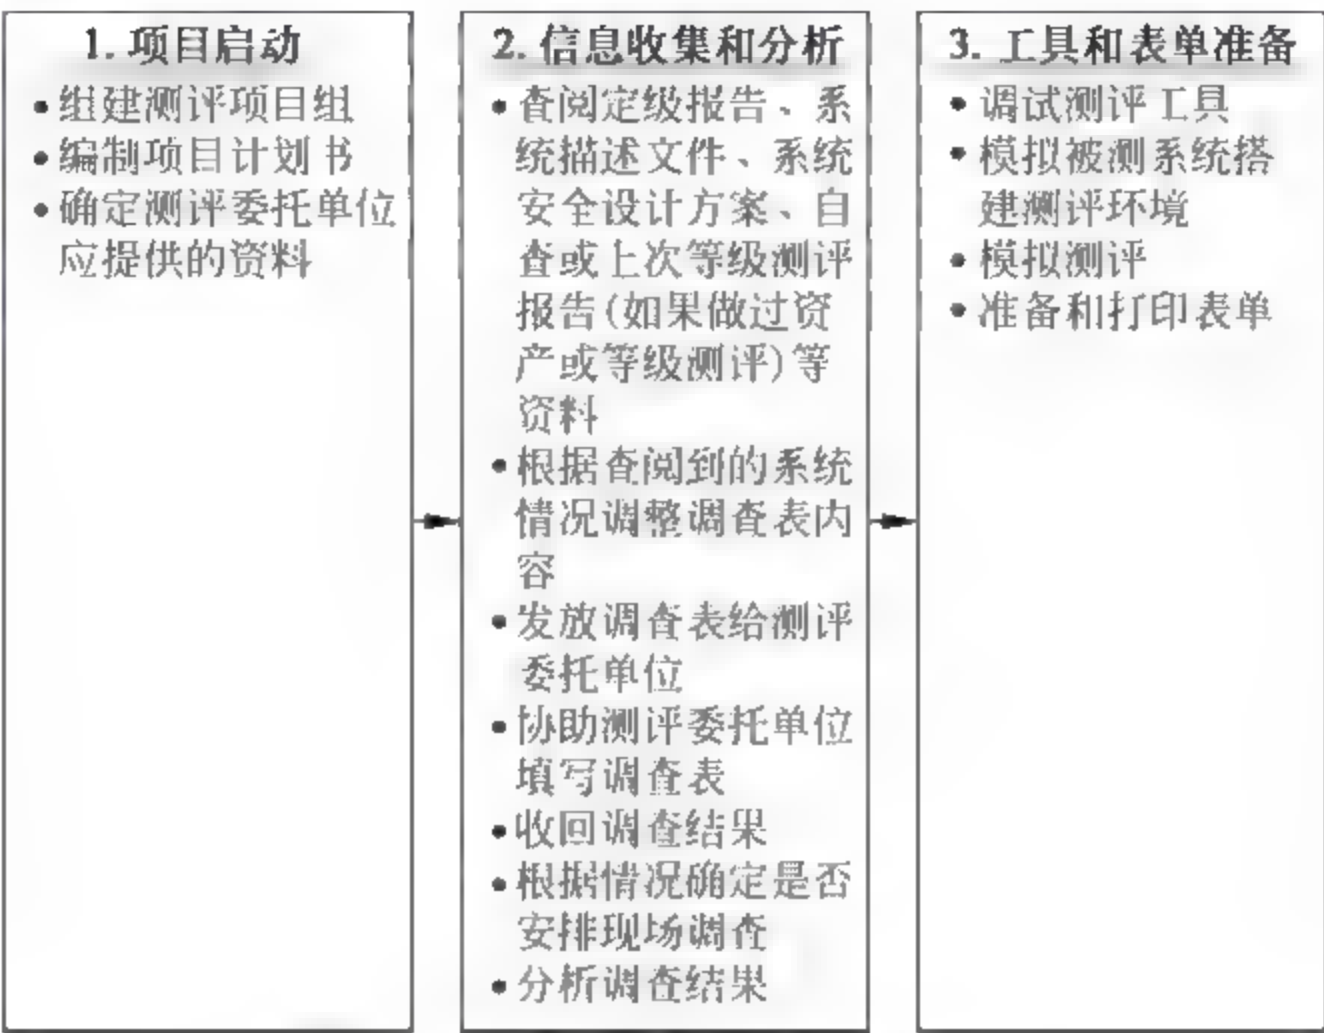 1. 项目启动
•组建测评项目组
•编制项目计划书
•确定测评委托单位
应提供的资料
2. 信息收集和分析
•查阅定级报告、系
统描述文件、系统
安全设计方案、自
查或上次等级测评
报告(如果做过资
产或等级测评)等
资料
•根据查阅到的系统
情况调整调查表内
容
•发放调查表给测评
委托单位
•协助测评委托单位
填写调查表
•收回调查结果
•根据情况确定是否
安排现场调查
•分析调查结果
3. 工具和表单准备
•调试测评工具
•模拟被测系统搭
建测评环境
•模拟测评
•准备和打印表单